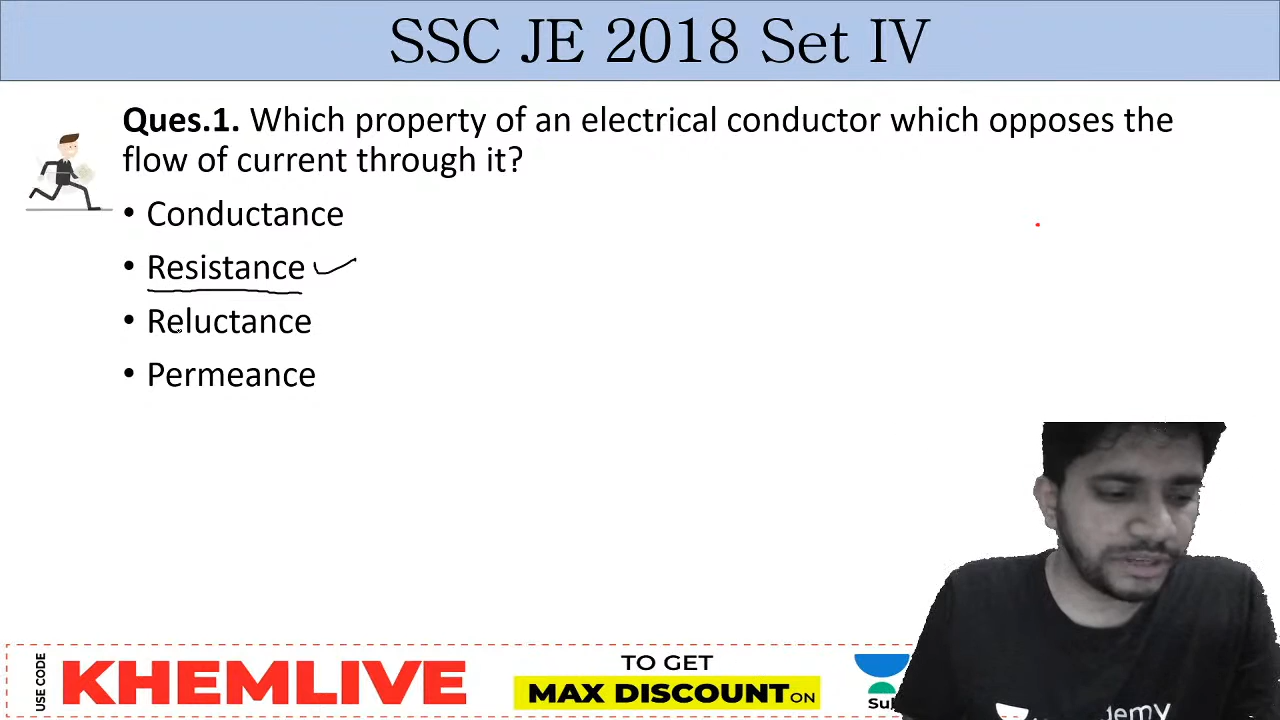 SSC JE 2018 Set IV
Ques.1. Which property of an electrical conductor which opposes the
flow of current through it?
• Conductance
• Resistance
• Reluctance
• Permeance
USE CODE
KHEMLIVE
TO GET
MAX DISCOUNT ON